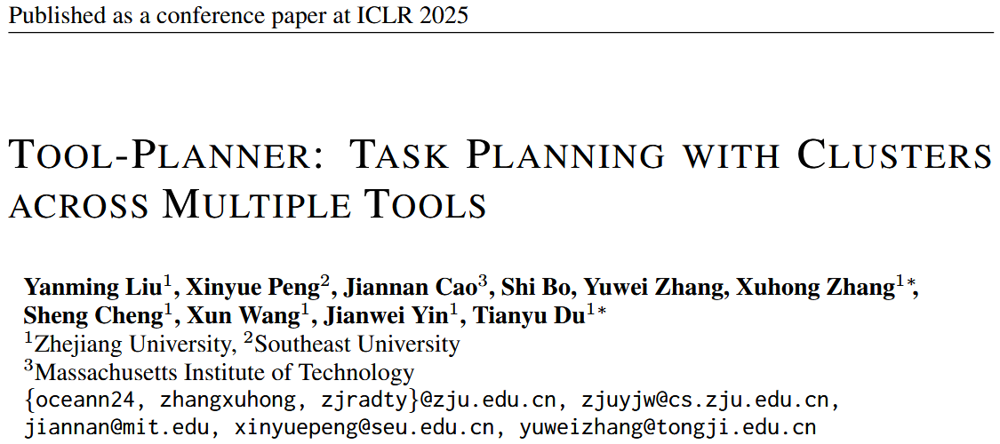 Published as a conference paper at ICLR 2025
TOOL-PLANNER: TASK PLANNING WITH CLUSTERS
ACROSS MULTIPLE TOOLS
Yanming Liu¹, Xinyue Peng², Jiannan Cao³, Shi Bo, Yuwei Zhang, Xuhong Zhang¹*,
Sheng Cheng¹, Xun Wang¹, Jianwei Yin¹, Tianyu Du¹*
¹Zhejiang University, ²Southeast University
³Massachusetts Institute of Technology
{oceann24, zhangxuhong, zjradty}@zju.edu.cn, zjuyjw@cs.zju.edu.cn,
jiannan@mit.edu, xinyuepeng@seu.edu.cn, yuweizhang@tongji.edu.cn